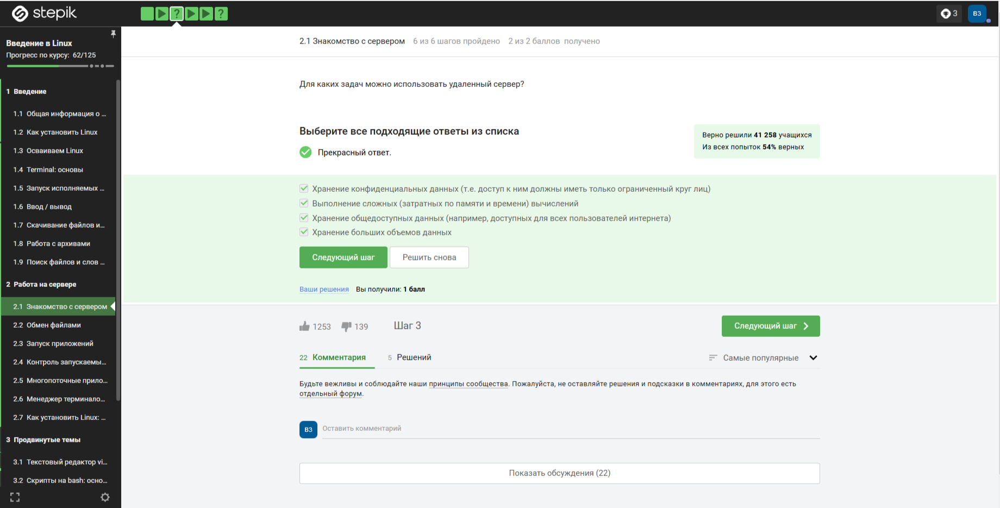 stepik
?
?
3
ВЗ
Введение в Linux
Прогресс по курсу: 62/125
1 Введение
1.1 Общая информация о ...
1.2 Как установить Linux
1.3 Осваиваем Linux
1.4 Terminal: основы
1.5 Запуск исполняемых ...
1.6 Ввод / вывод
1.7 Скачивание файлов и...
1.8 Работа с архивами
1.9 Поиск файлов и слов ...
2 Работа на сервере
2.1 Знакомство с сервером
2.2 Обмен файлами
2.3 Запуск приложений
2.4 Контроль запускаемы...
2.5 Многопоточные прило...
2.6 Менеджер терминало...
2.7 Как установить Linux: ...
3 Продвинутые темы
3.1 Текстовый редактор vi...
3.2 Скрипты на bash: осно...
2.1 Знакомство с сервером 6 из 6 шагов пройдено 2 из 2 баллов получено
Для каких задач можно использовать удаленный сервер?
Выберите все подходящие ответы из списка
Прекрасный ответ.
Верно решили 41 258 учащихся
Из всех попыток 54% верных
Хранение конфиденциальных данных (т.е. доступ к ним должны иметь только ограниченный круг лиц)
Выполнение сложных (затратных по памяти и времени) вычислений
Хранение общедоступных данных (например, доступных для всех пользователей интернета)
Хранение больших объемов данных
Следующий шаг
Решить снова
Ваши решения Вы получили: 1 балл
1253 139 Шаг 3
Следующий шаг
22 Комментария 5 Решений
Самые популярные
Будьте вежливы и соблюдайте наши принципы сообщества. Пожалуйста, не оставляйте решения и подсказки в комментариях, для этого есть
отдельный форум.
ВЗ
Оставить комментарий
Показать обсуждения (22)